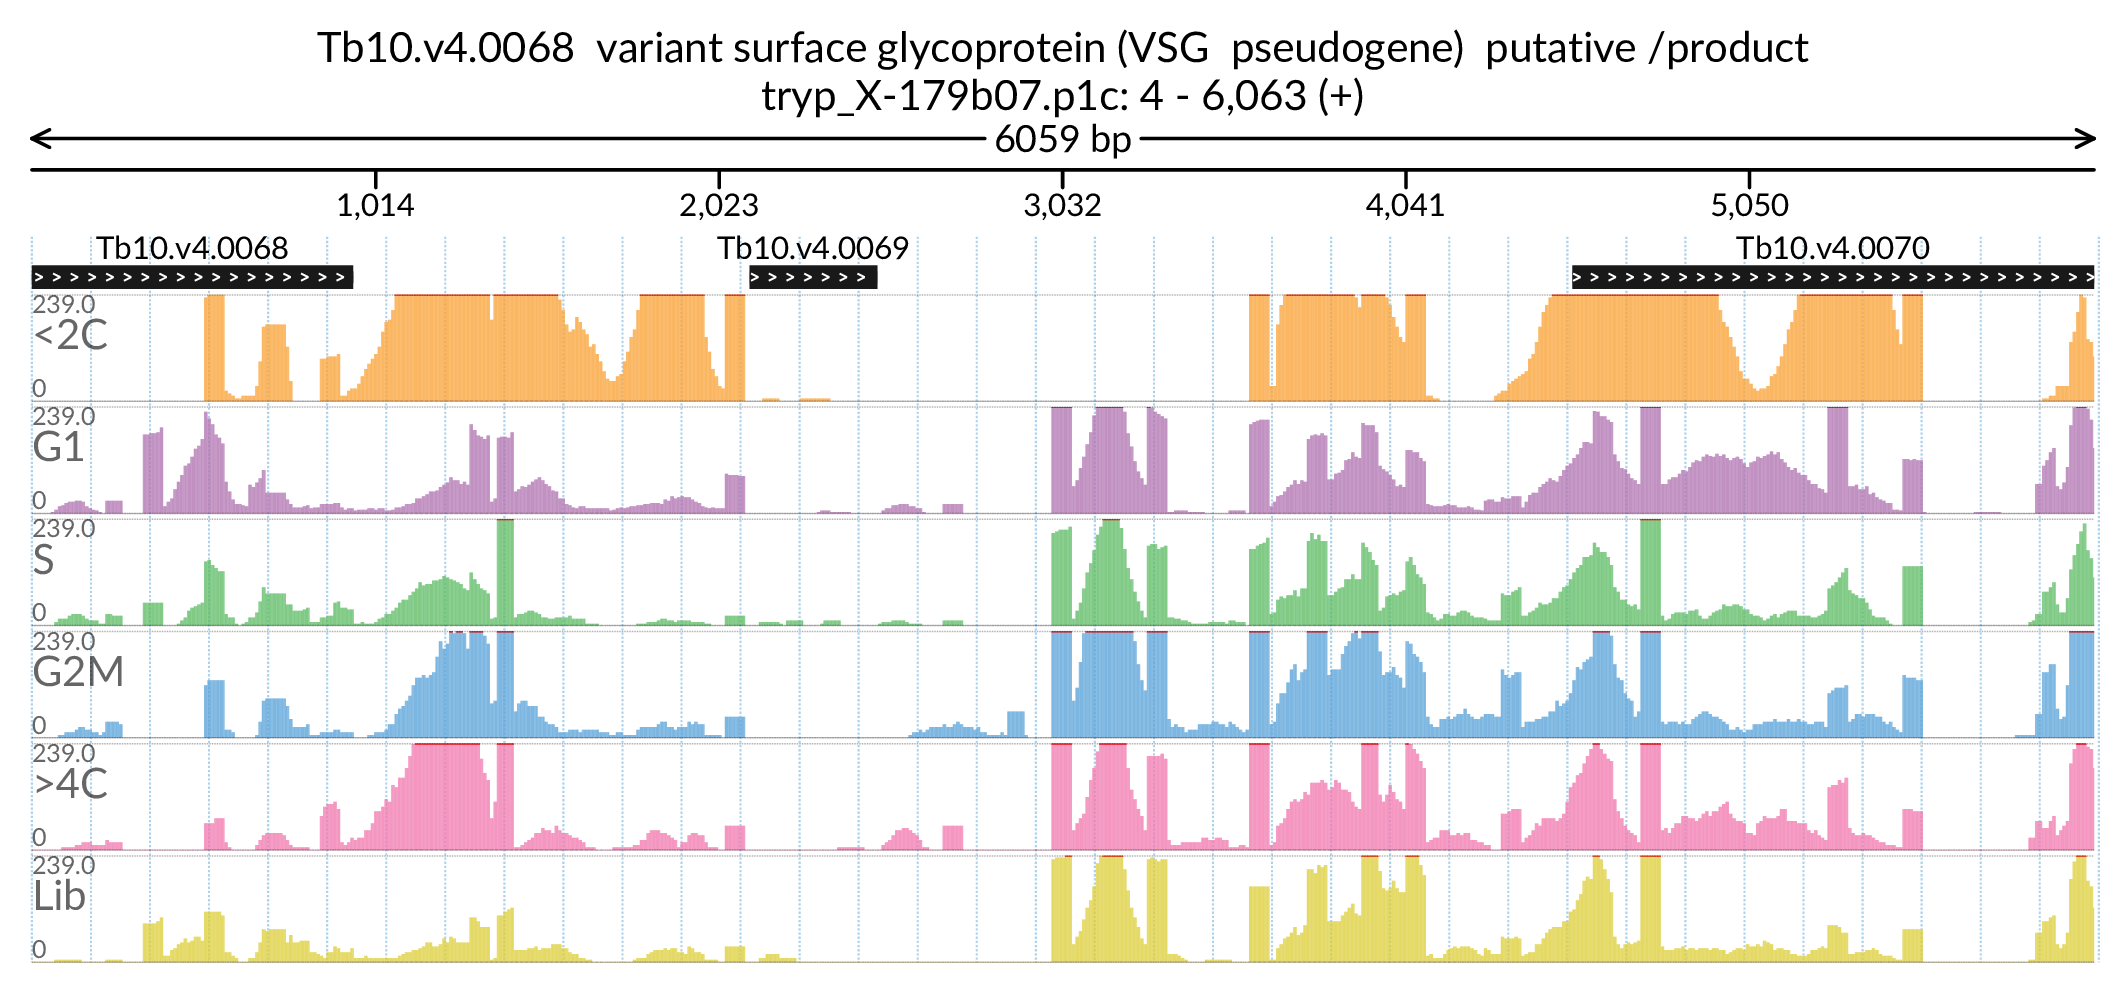 Tb10.v4.0068  variant surface glycoprotein (VSG  pseudogene)  putative /product
tryp_X-179b07.p1c: 4 - 6,063 (+)
6059 bp
1,014 2,023 3,032 4,041 5,050
Tb10.v4.0068 Tb10.v4.0069 Tb10.v4.0070
239.0
<2C
0
239.0
G1
0
239.0
S
0
239.0
G2M
0
239.0
>4C
0
239.0
Lib
0